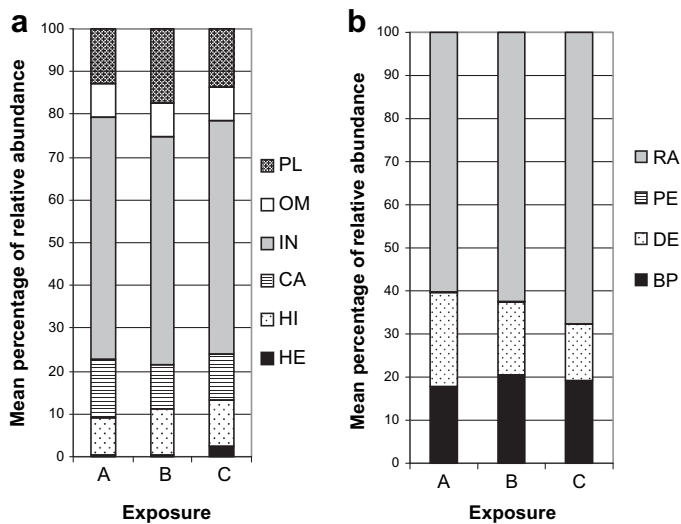 a
Mean percentage of relative abundance
100
90
80
70
60
50
40
30
20
10
0
A B C
Exposure
PL
OM
IN
CA
HI
HE
b
Mean percentage of relative abundance
100
90
80
70
60
50
40
30
20
10
0
A B C
Exposure
RA
PE
DE
BP